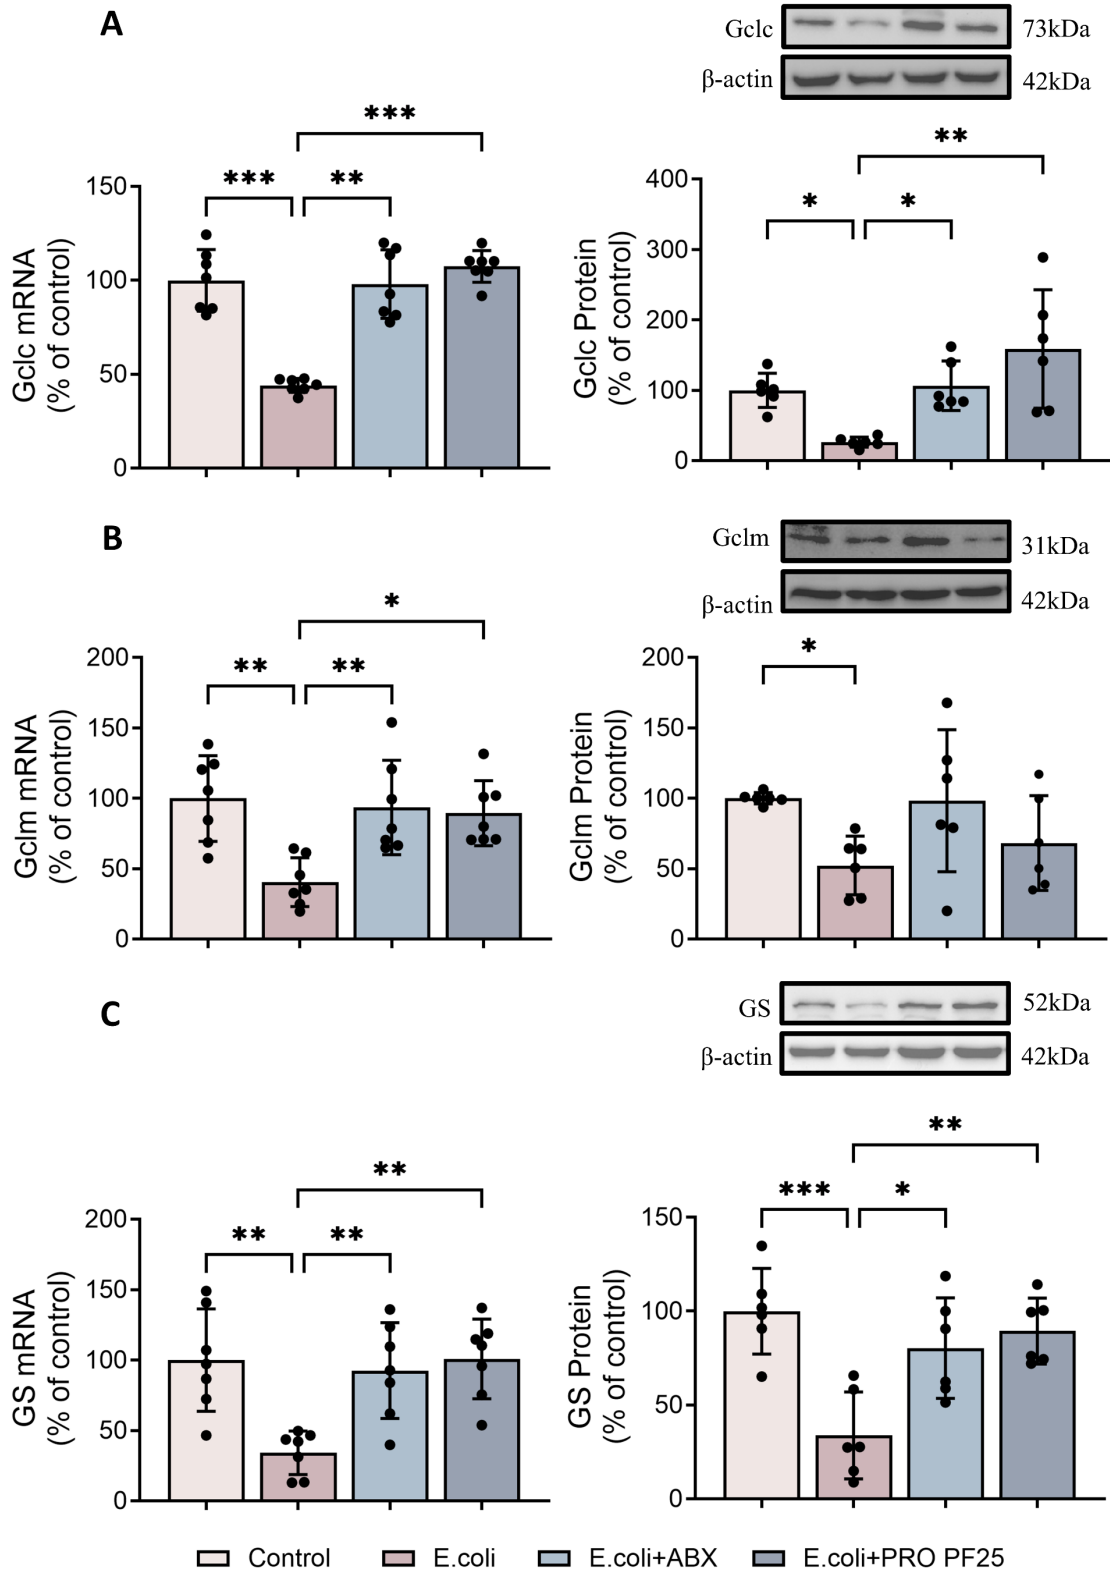 A
Gclc
73kDa
β-actin
42kDa
***
***
**
Gclc mRNA
(% of control)
150
100
50
0
**
*
*
Gclc Protein
(% of control)
400
300
200
100
0
B
Gclm
31kDa
β-actin
42kDa
*
**
**
Gclm mRNA
(% of control)
200
150
100
50
0
*
Gclm Protein
(% of control)
200
150
100
50
0
C
GS
52kDa
β-actin
42kDa
**
**
**
GS mRNA
(% of control)
200
150
100
50
0
**
***
*
GS Protein
(% of control)
150
100
50
0
Control
E.coli
E.coli+ABX
E.coli+PRO PF25